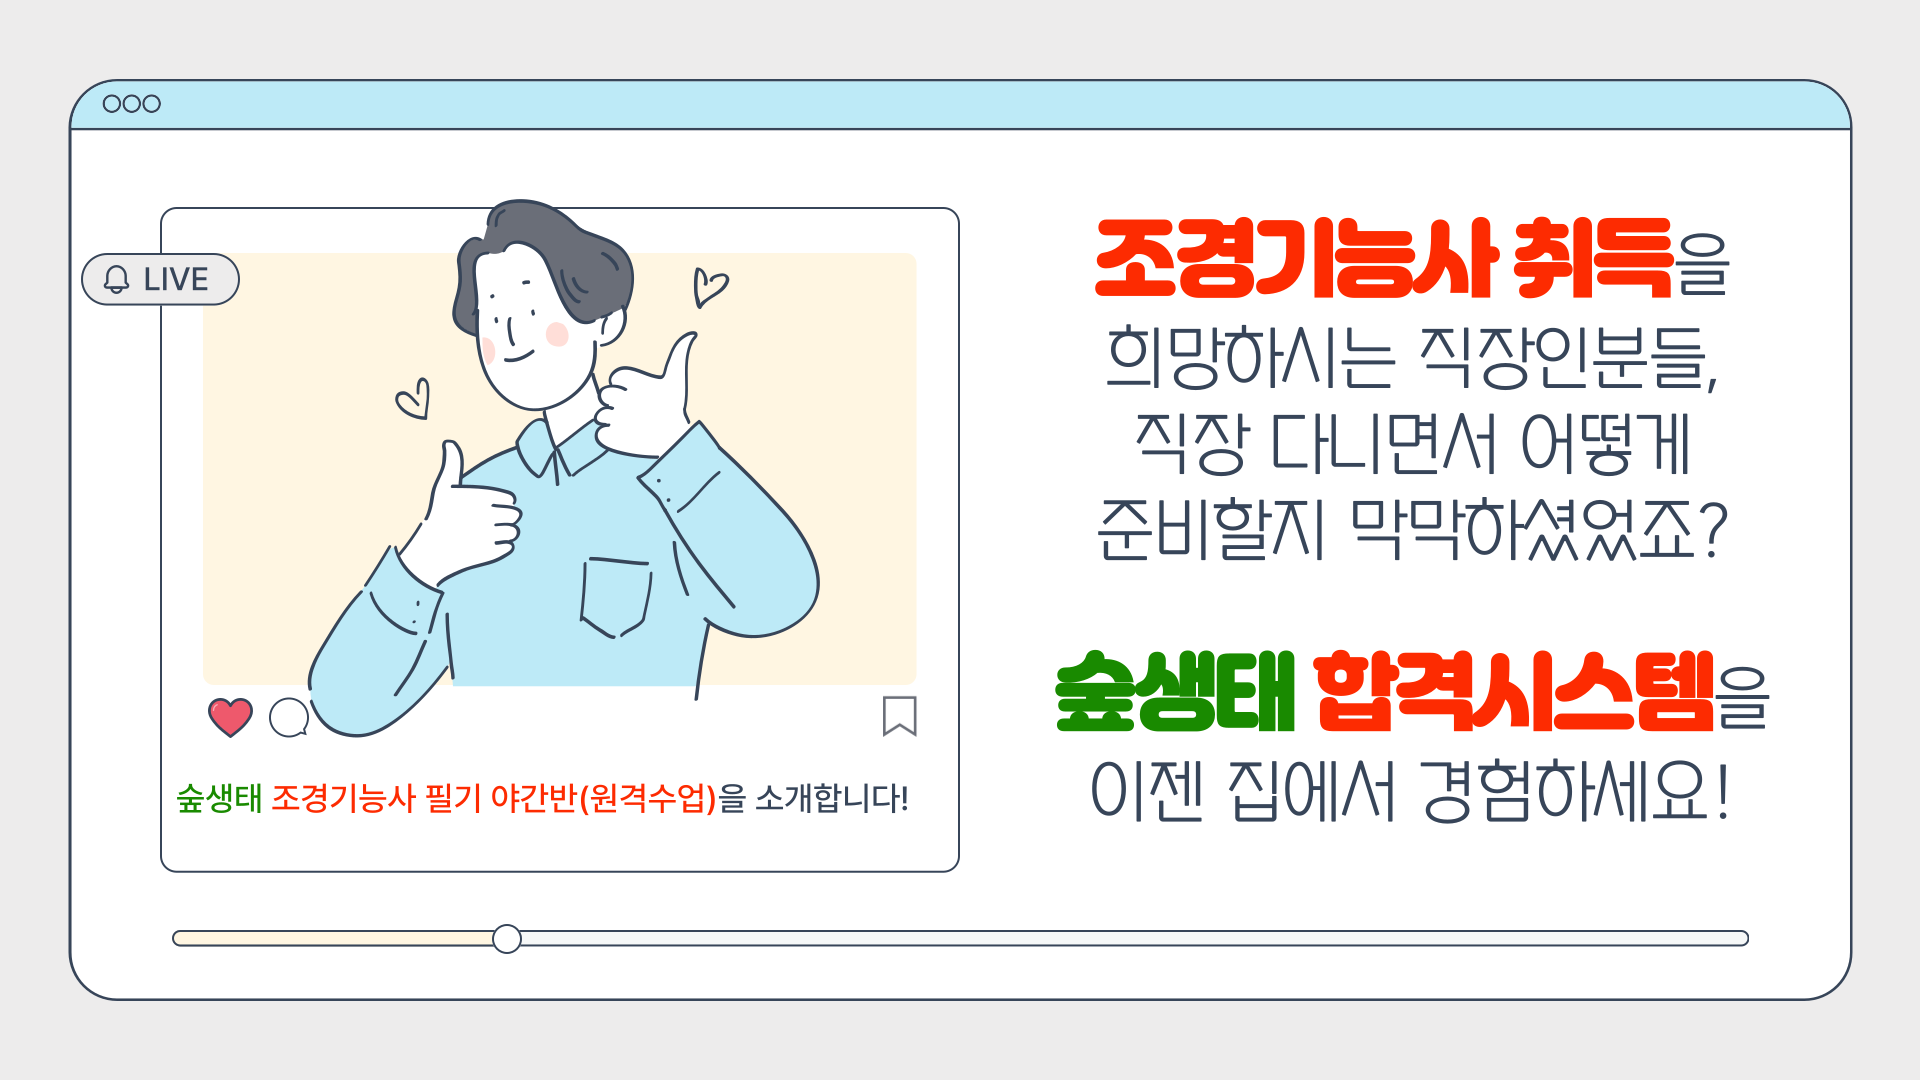 LIVE
숲생태 조경기능사 필기 야간반(원격수업)을 소개합니다!
조경기능사 취득을
희망하시는 직장인분들,
직장 다니면서 어떻게
준비할지 막막하셨었죠?
숲생태 합격시스템을
이젠 집에서 경험하세요!